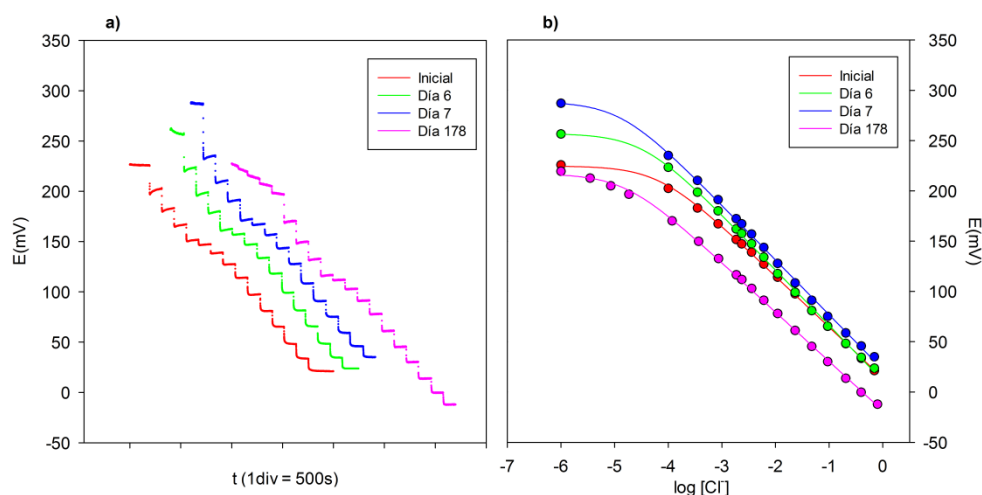 a)
350
300
250
200
150
100
50
0
-50
E(mV)
Inicial
Día 6
Día 7
Día 178
t (1div = 500s)
b)
350
300
250
200
150
100
50
0
-50
E(mV)
Inicial
Día 6
Día 7
Día 178
-7 -6 -5 -4 -3 -2 -1 0
log [Cl-]